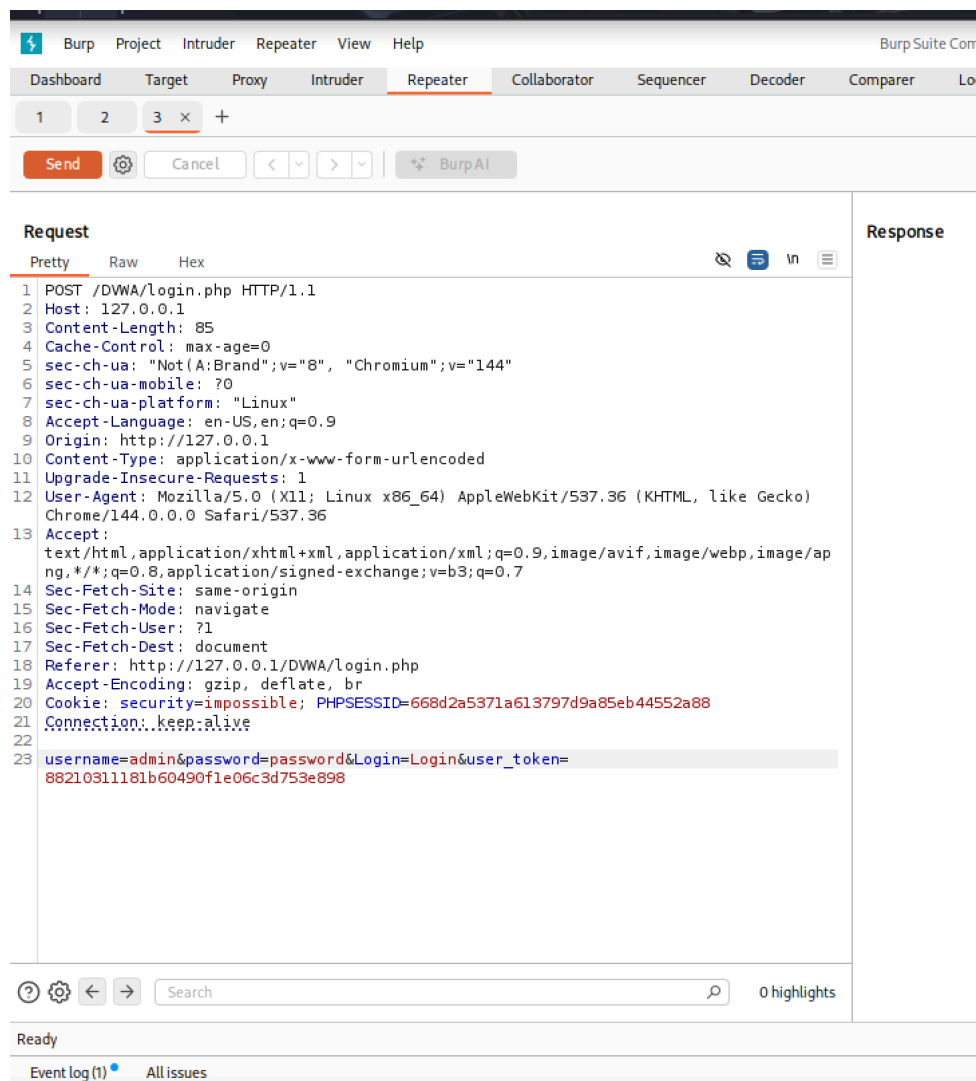 Burp Project Intruder Repeater View Help Burp Suite Com
Dashboard Target Proxy Intruder Repeater Collaborator Sequencer Decoder Comparer Lo
1 2 3 × +
Send Cancel < > Burp AI
Request Response
Pretty Raw Hex \n
1 POST /DVWA/login.php HTTP/1.1
2 Host: 127.0.0.1
3 Content-Length: 85
4 Cache-Control: max-age=0
5 sec-ch-ua: "Not(A:Brand";v="8", "Chromium";v="144"
6 sec-ch-ua-mobile: ?0
7 sec-ch-ua-platform: "Linux"
8 Accept-Language: en-US,en;q=0.9
9 Origin: http://127.0.0.1
10 Content-Type: application/x-www-form-urlencoded
11 Upgrade-Insecure-Requests: 1
12 User-Agent: Mozilla/5.0 (X11; Linux x86_64) AppleWebKit/537.36 (KHTML, like Gecko)
Chrome/144.0.0.0 Safari/537.36
13 Accept:
text/html,application/xhtml+xml,application/xml;q=0.9,image/avif,image/webp,image/ap
ng,*/*;q=0.8,application/signed-exchange;v=b3;q=0.7
14 Sec-Fetch-Site: same-origin
15 Sec-Fetch-Mode: navigate
16 Sec-Fetch-User: ?1
17 Sec-Fetch-Dest: document
18 Referer: http://127.0.0.1/DVWA/login.php
19 Accept-Encoding: gzip, deflate, br
20 Cookie: security=impossible; PHPSESSID=668d2a5371a613797d9a85eb44552a88
21 Connection: keep-alive
22
23 username=admin&password=password&Login=Login&user_token=
88210311181b60490f1e06c3d753e898
Search 0 highlights
Ready
Event log (1) All issues